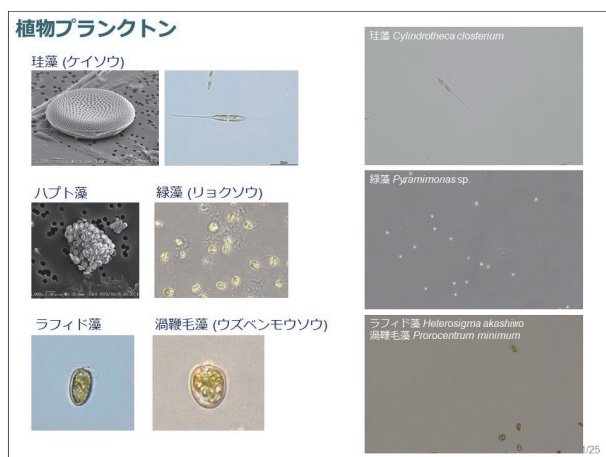 植物プランクトン
珪藻 (ケイソウ)
ハプト藻
緑藻 (リョクソウ)
ラフィド藻
渦鞭毛藻 (ウズベンモウソウ)
珪藻 Cylindrotheca closterium
緑藻 Pyramimonas sp.
ラフィド藻 Heterosigma akashiwo
渦鞭毛藻 Prorocentrum minimum
/25